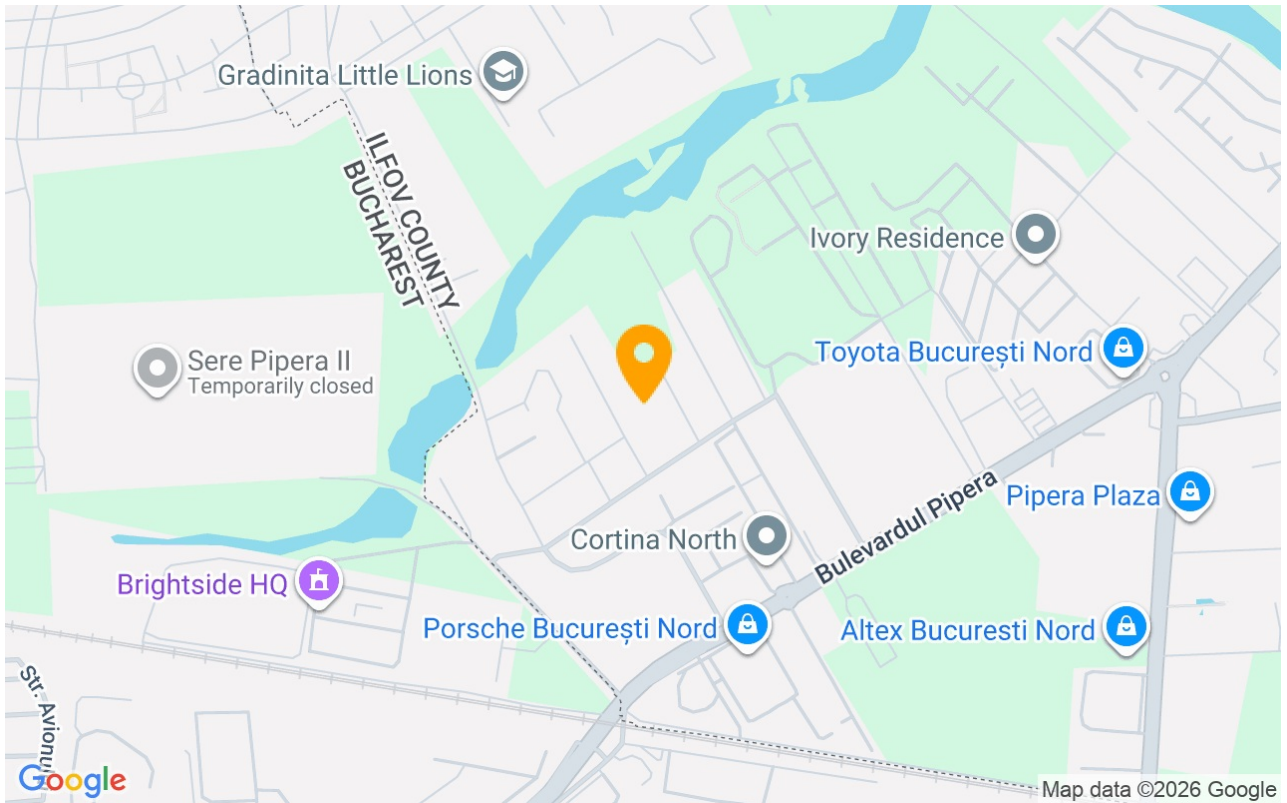 Gradinita Little Lions
ILFOV COUNTY
BUCHAREST
Ivory Residence
Sere Pipera II
Temporarily closed
Toyota București Nord
Pipera Plaza
Bulevardul Pipera
Cortina North
Brightside HQ
Porsche București Nord
Altex Bucuresti Nord
Str.
Google
Map data ©2026 Google